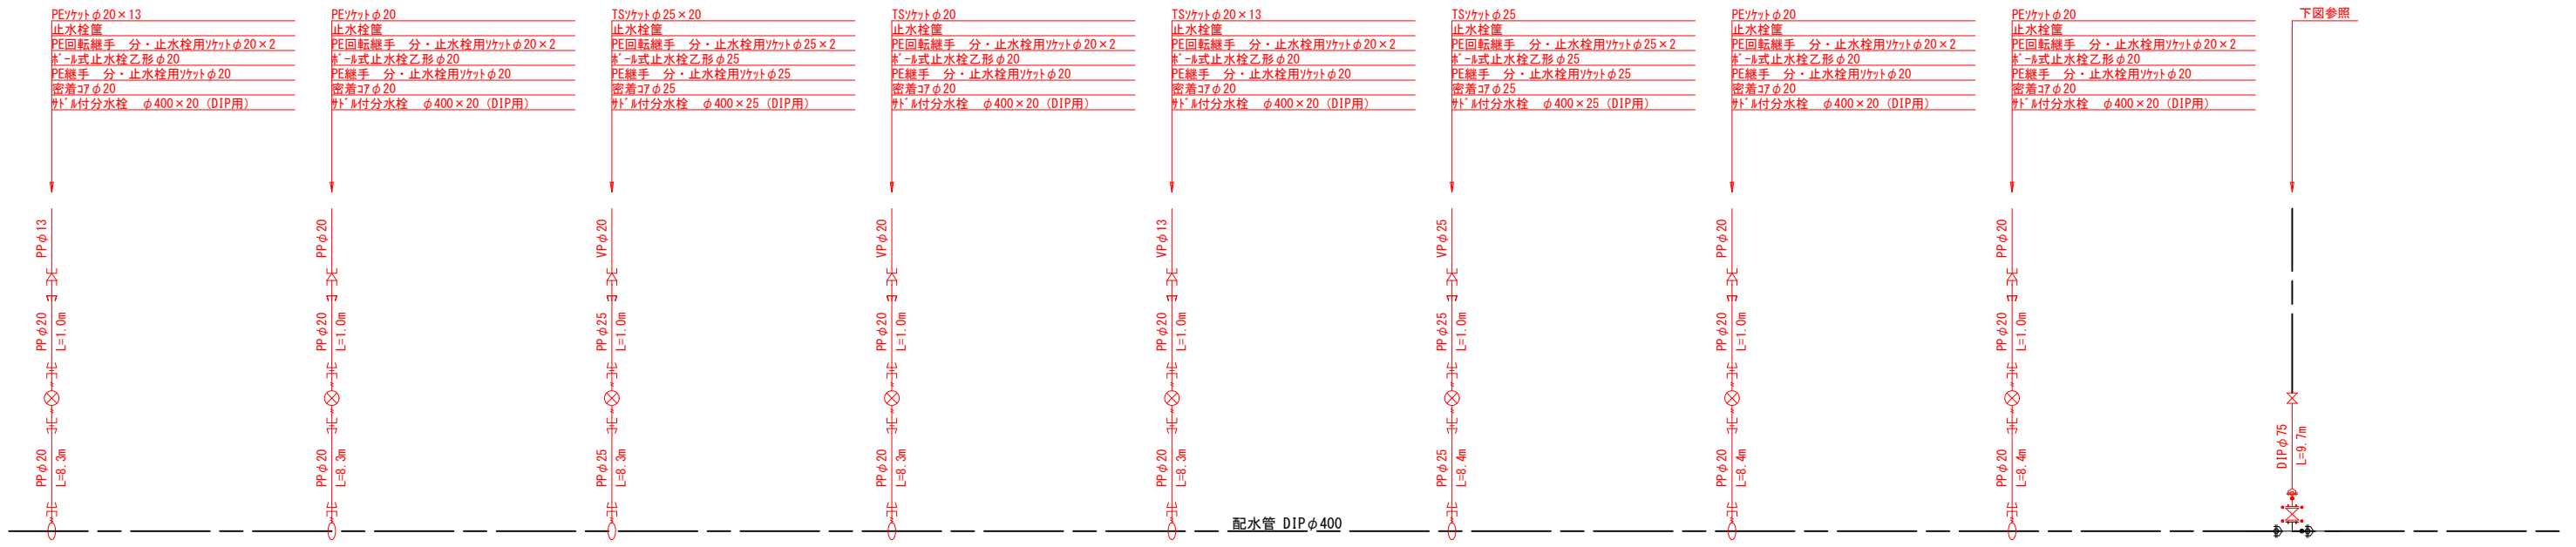 PEｿｹｯﾄφ20×13
止水栓筺
PE回転継手　分・止水栓用ｿｹｯﾄφ20×2
ﾎﾞｰﾙ式止水栓乙形φ20
PE継手　分・止水栓用ｿｹｯﾄφ20
密着ｺｱφ20
ｻﾄﾞﾙ付分水栓　φ400×20（DIP用）
PPφ13
PPφ20
L=1.0m
PPφ20
L=8.3m
PEｿｹｯﾄφ20
止水栓筺
PE回転継手　分・止水栓用ｿｹｯﾄφ20×2
ﾎﾞｰﾙ式止水栓乙形φ20
PE継手　分・止水栓用ｿｹｯﾄφ20
密着ｺｱφ20
ｻﾄﾞﾙ付分水栓　φ400×20（DIP用）
PPφ20
PPφ20
L=1.0m
PPφ20
L=8.3m
TSｿｹｯﾄφ25×20
止水栓筺
PE回転継手　分・止水栓用ｿｹｯﾄφ25×2
ﾎﾞｰﾙ式止水栓乙形φ25
PE継手　分・止水栓用ｿｹｯﾄφ25
密着ｺｱφ25
ｻﾄﾞﾙ付分水栓　φ400×25（DIP用）
VPφ20
PPφ25
L=1.0m
PPφ25
L=8.3m
TSｿｹｯﾄφ20
止水栓筺
PE回転継手　分・止水栓用ｿｹｯﾄφ20×2
ﾎﾞｰﾙ式止水栓乙形φ20
PE継手　分・止水栓用ｿｹｯﾄφ20
密着ｺｱφ20
ｻﾄﾞﾙ付分水栓　φ400×20（DIP用）
VPφ20
PPφ20
L=1.0m
PPφ20
L=8.3m
TSｿｹｯﾄφ20×13
止水栓筺
PE回転継手　分・止水栓用ｿｹｯﾄφ20×2
ﾎﾞｰﾙ式止水栓乙形φ20
PE継手　分・止水栓用ｿｹｯﾄφ20
密着ｺｱφ20
ｻﾄﾞﾙ付分水栓　φ400×20（DIP用）
VPφ13
PPφ20
L=1.0m
PPφ20
L=8.3m
TSｿｹｯﾄφ25
止水栓筺
PE回転継手　分・止水栓用ｿｹｯﾄφ25×2
ﾎﾞｰﾙ式止水栓乙形φ25
PE継手　分・止水栓用ｿｹｯﾄφ25
密着ｺｱφ25
ｻﾄﾞﾙ付分水栓　φ400×25（DIP用）
VPφ25
PPφ25
L=1.0m
PPφ25
L=8.4m
PEｿｹｯﾄφ20
止水栓筺
PE回転継手　分・止水栓用ｿｹｯﾄφ20×2
ﾎﾞｰﾙ式止水栓乙形φ20
PE継手　分・止水栓用ｿｹｯﾄφ20
密着ｺｱφ20
ｻﾄﾞﾙ付分水栓　φ400×20（DIP用）
PPφ20
PPφ20
L=1.0m
PPφ20
L=8.4m
PEｿｹｯﾄφ20
止水栓筺
PE回転継手　分・止水栓用ｿｹｯﾄφ20×2
ﾎﾞｰﾙ式止水栓乙形φ20
PE継手　分・止水栓用ｿｹｯﾄφ20
密着ｺｱφ20
ｻﾄﾞﾙ付分水栓　φ400×20（DIP用）
PPφ20
PPφ20
L=1.0m
PPφ20
L=8.4m
下図参照
DIPφ75
L=9.7m
配水管 DIPφ400